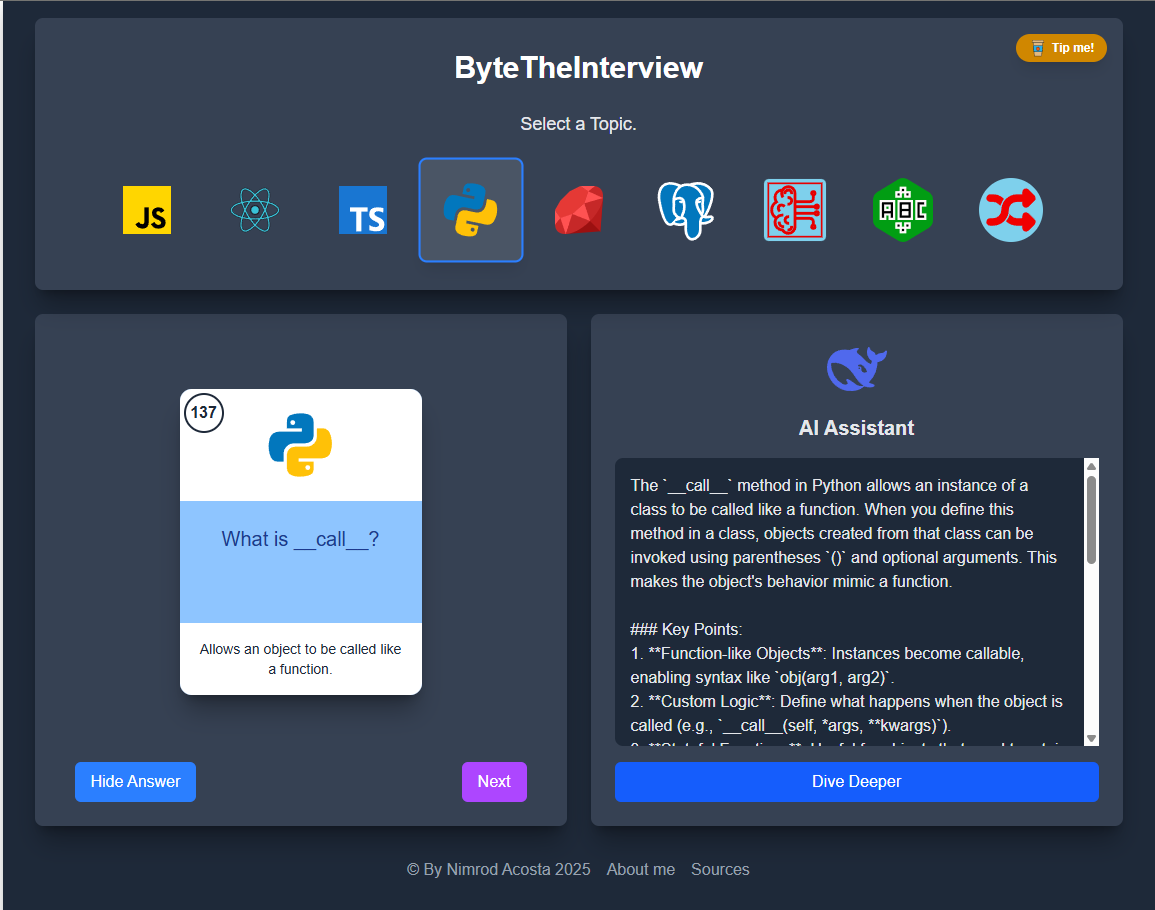 Tip me!
ByteTheInterview
Select a Topic.
JS
TS
ABC
137
What is __call__?
Allows an object to be called like
a function.
Hide Answer
Next
AI Assistant
The `__call__` method in Python allows an instance of a
class to be called like a function. When you define this
method in a class, objects created from that class can be
invoked using parentheses `()` and optional arguments. This
makes the object's behavior mimic a function.
### Key Points:
1. **Function-like Objects**: Instances become callable,
enabling syntax like `obj(arg1, arg2)`.
2. **Custom Logic**: Define what happens when the object is
called (e.g., `__call__(self, *args, **kwargs)`).
Dive Deeper
© By Nimrod Acosta 2025 About me Sources